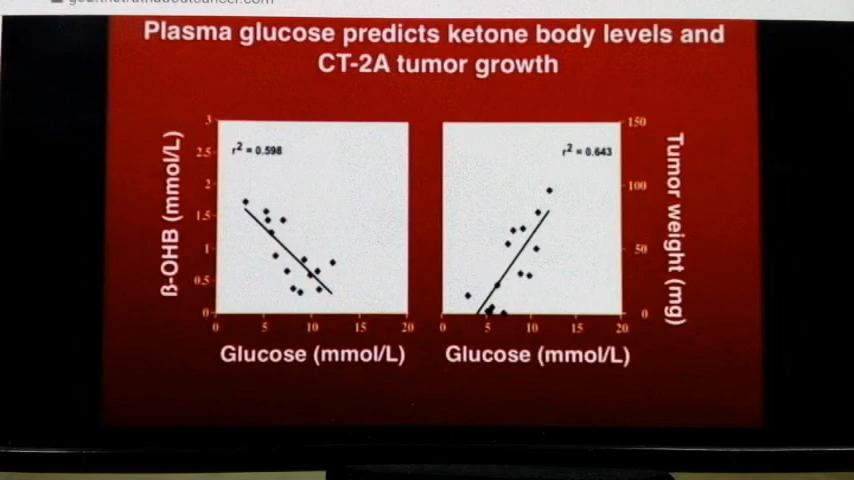 Plasma glucose predicts ketone body levels and
CT-2A tumor growth
ß-OHB (mmol/L)
3
2.5
2
1.5
1
0.5
0
r² = 0.598
0 5 10 15 20
Glucose (mmol/L)
r² = 0.643
150
100
50
0
Tumor weight (mg)
0 5 10 15 20
Glucose (mmol/L)